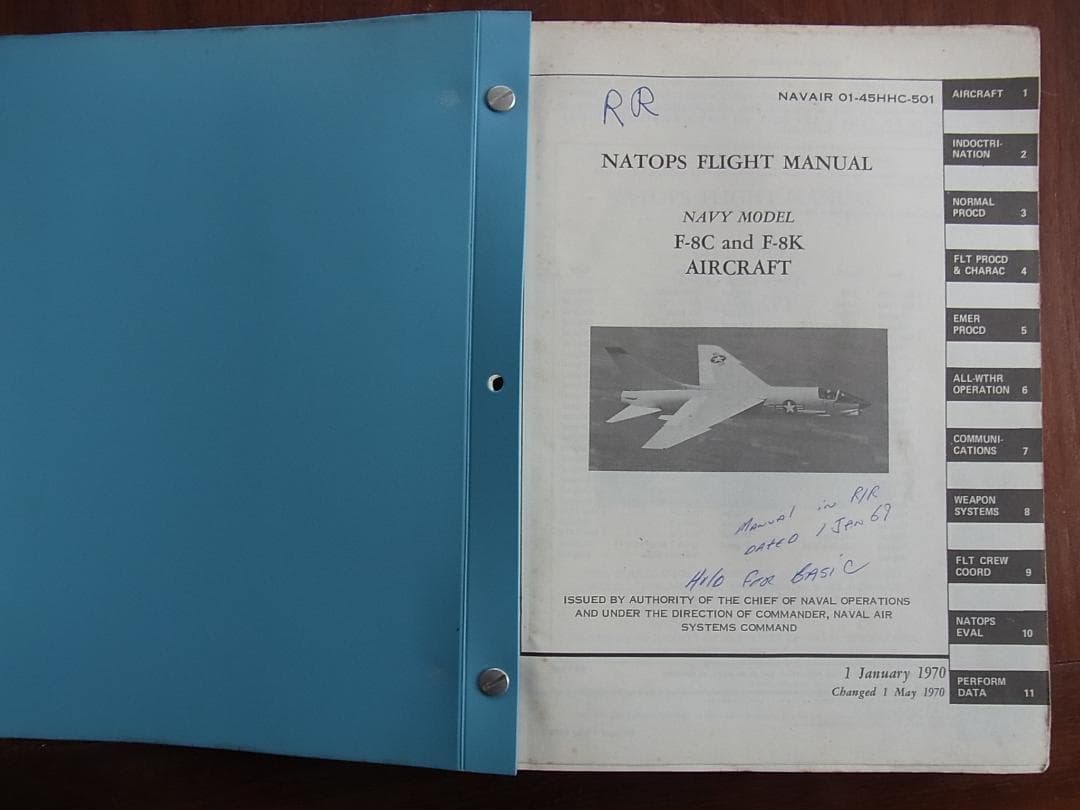 RR
NAVAIR 01-45HHC-501
NATOPS FLIGHT MANUAL
NAVY MODEL
F-8C and F-8K
AIRCRAFT
MANUAL in R/R
DATED 1 JAN 69
Hold FOR BASIC
ISSUED BY AUTHORITY OF THE CHIEF OF NAVAL OPERATIONS
AND UNDER THE DIRECTION OF COMMANDER, NAVAL AIR
SYSTEMS COMMAND
1 January 1970
Changed 1 May 1970
AIRCRAFT 1
INDOCTRI-
NATION 2
NORMAL
PROCD 3
FLT PROCD
& CHARAC 4
EMER
PROCD 5
ALL-WTHR
OPERATION 6
COMMUNI-
CATIONS 7
WEAPON
SYSTEMS 8
FLT CREW
COORD 9
NATOPS
EVAL 10
PERFORM
DATA 11